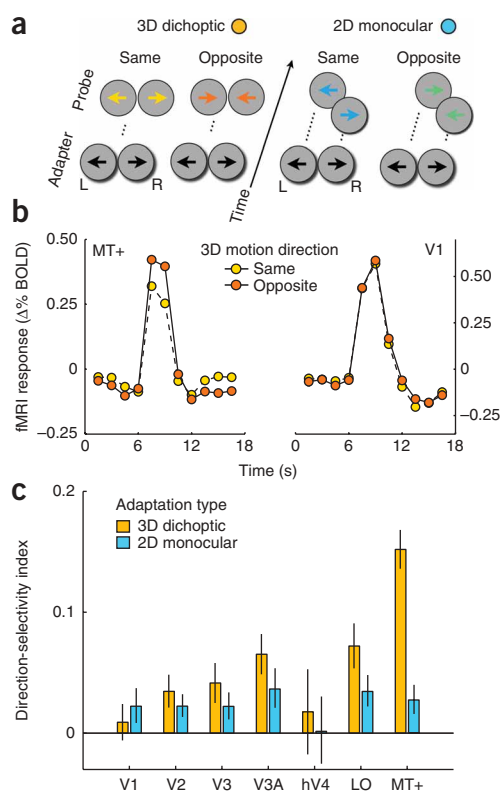 a
3D dichoptic
2D monocular
Same
Opposite
Same
Opposite
Probe
Adapter
L
R
Time
L
R
b
fMRI response (Δ% BOLD)
0.50
0.25
0
−0.25
MT+
3D motion direction
Same
Opposite
V1
0.50
0.25
0
−0.25
0 6 12 18
0 6 12 18
Time (s)
c
Direction-selectivity index
0.2
0.1
0
Adaptation type
3D dichoptic
2D monocular
V1 V2 V3 V3A hV4 LO MT+